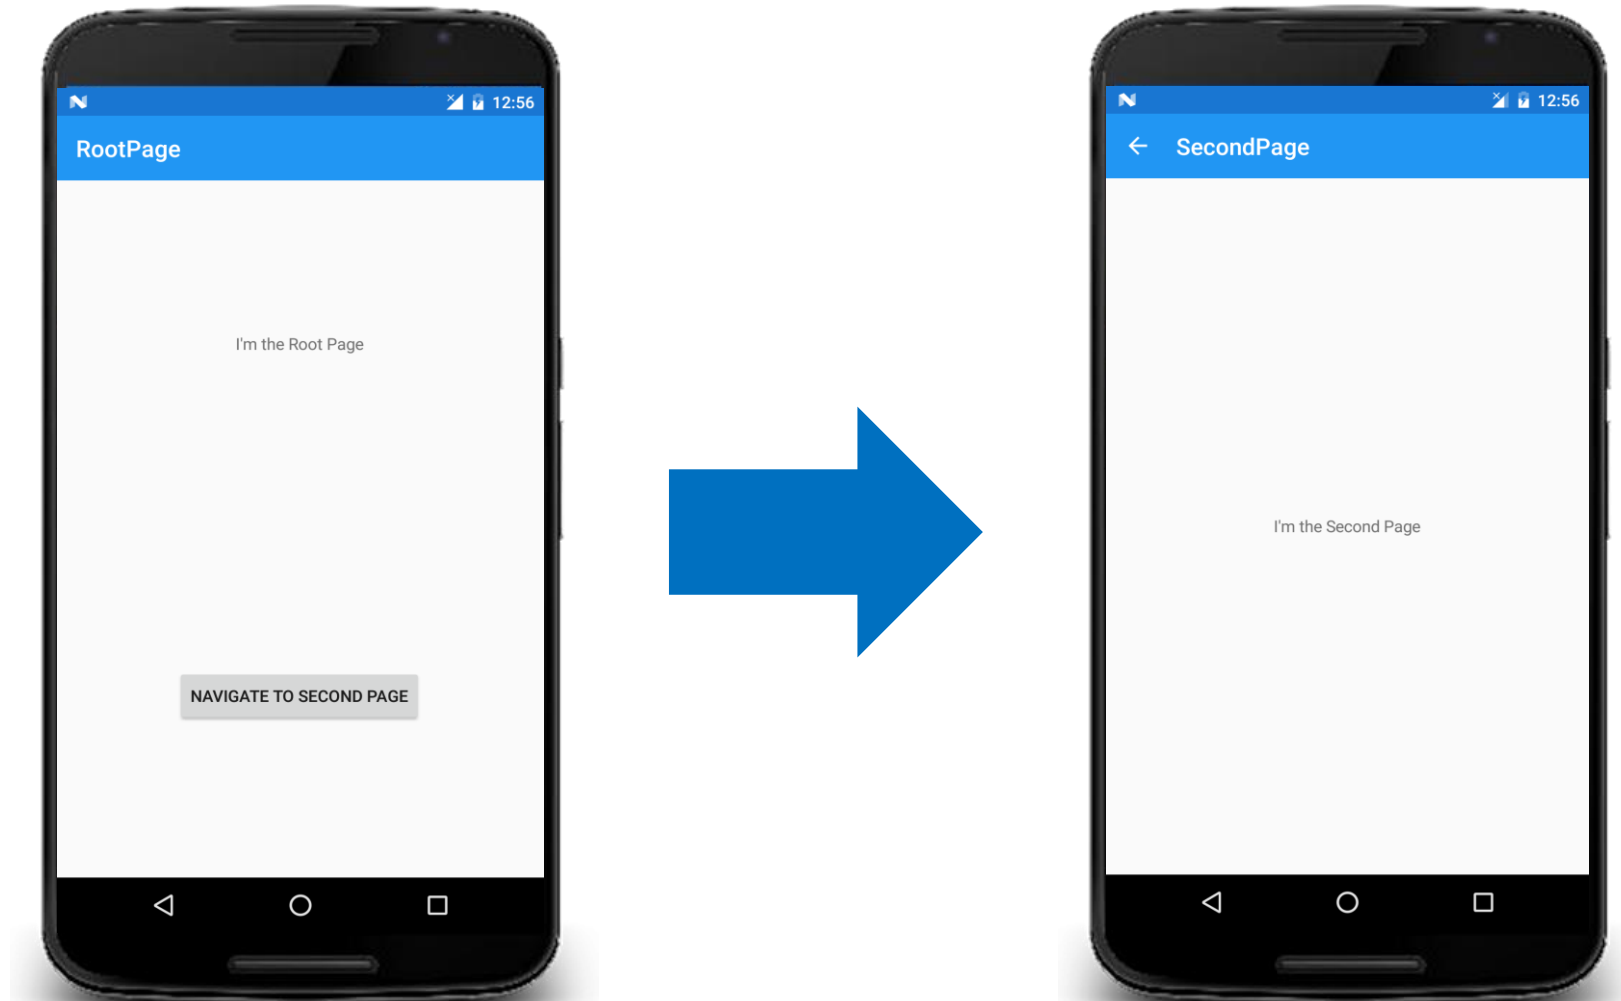 12:56
RootPage
I'm the Root Page
NAVIGATE TO SECOND PAGE
12:56
SecondPage
I'm the Second Page